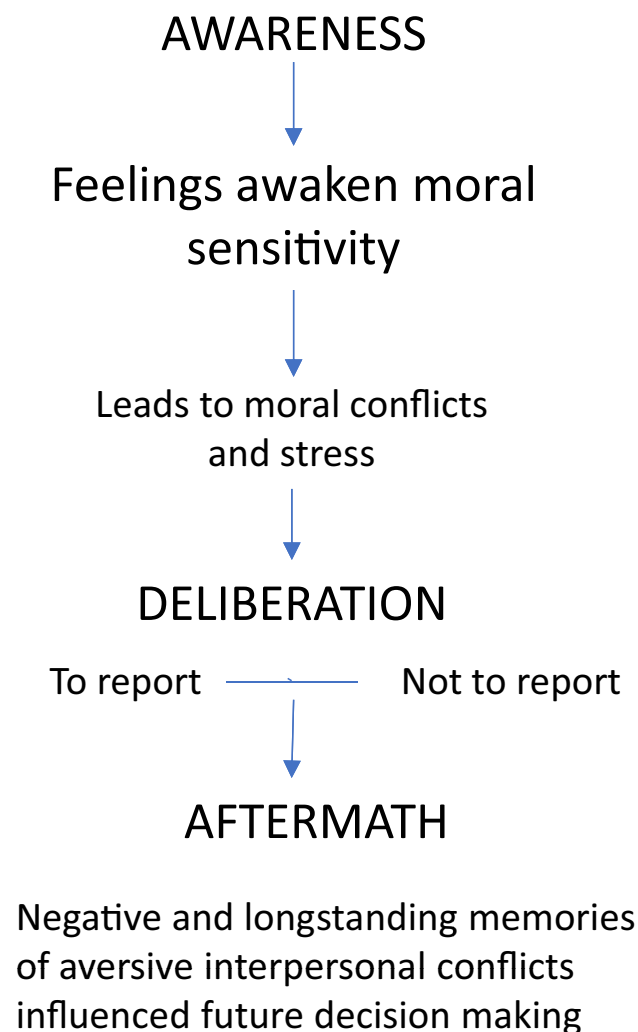 AWARENESS
Feelings awaken moral
sensitivity
Leads to moral conflicts
and stress
DELIBERATION
To report Not to report
AFTERMATH
Negative and longstanding memories
of aversive interpersonal conflicts
influenced future decision making